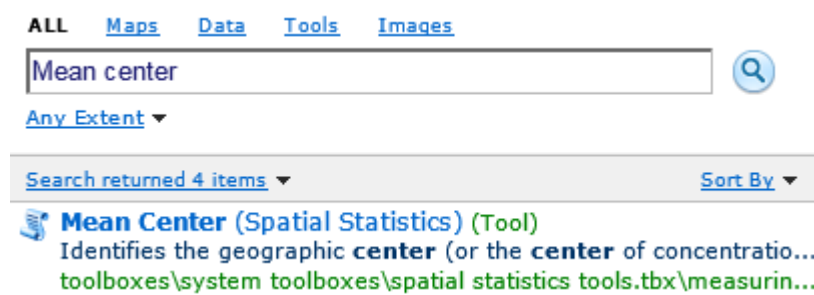 ALL Maps Data Tools Images
Mean center
Any Extent
Search returned 4 items Sort By
Mean Center (Spatial Statistics) (Tool)
Identifies the geographic center (or the center of concentratio...
toolboxes\system toolboxes\spatial statistics tools.tbx\measurin...